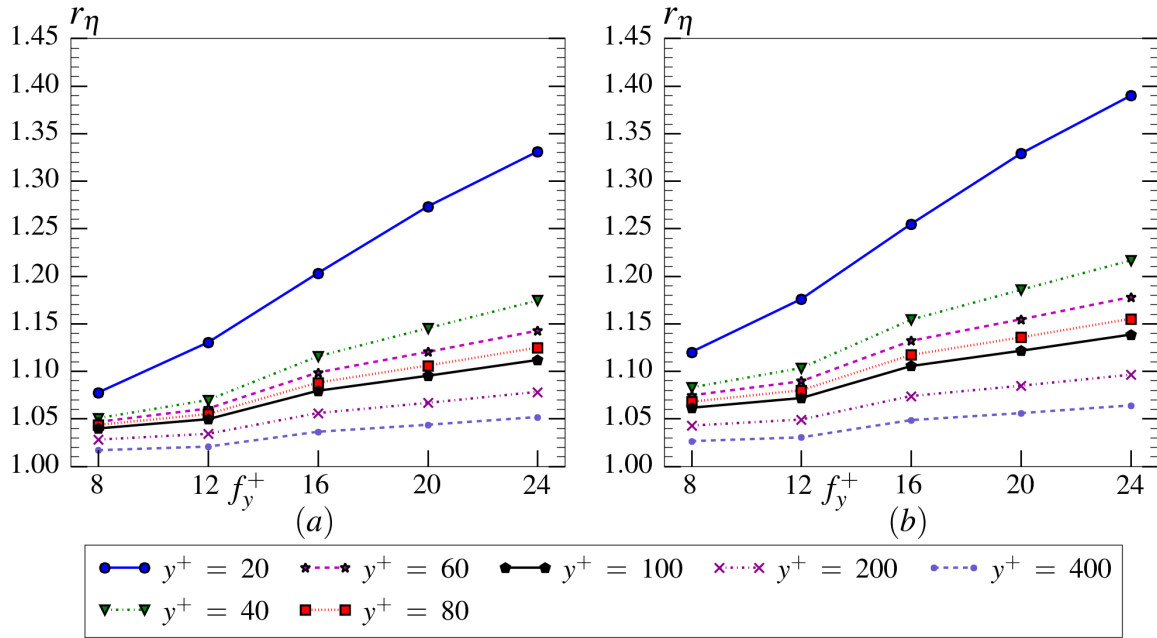 r_η
1.45
1.40
1.35
1.30
1.25
1.20
1.15
1.10
1.05
1.00
8 12 f_y^+ 16 20 24
(a)
r_η
1.45
1.40
1.35
1.30
1.25
1.20
1.15
1.10
1.05
1.00
8 12 f_y^+ 16 20 24
(b)
y^+ = 20 y^+ = 60 y^+ = 100 y^+ = 200 y^+ = 400
y^+ = 40 y^+ = 80